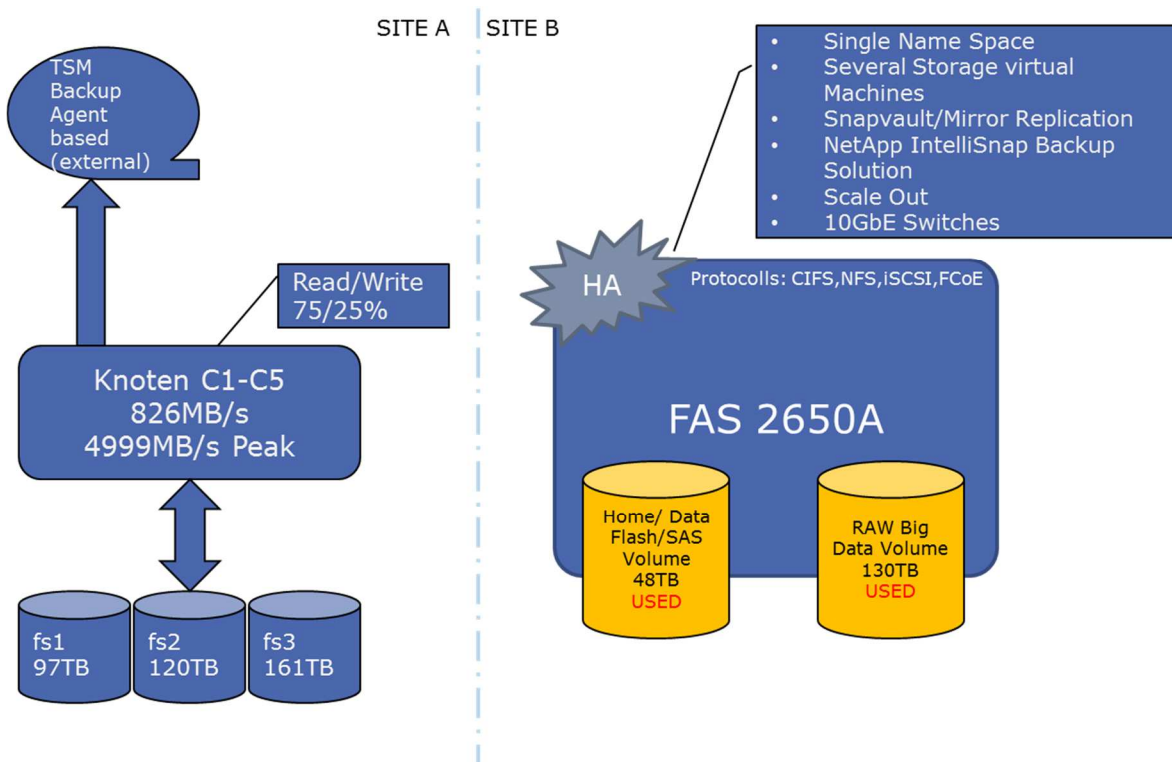 SITE A
SITE B
TSM
Backup
Agent
based
(external)
Read/Write
75/25%
Knoten C1-C5
826MB/s
4999MB/s Peak
fs1
97TB
fs2
120TB
fs3
161TB
• Single Name Space
• Several Storage virtual
Machines
• Snapvault/Mirror Replication
• NetApp IntelliSnap Backup
Solution
• Scale Out
• 10GbE Switches
HA
Protocolls: CIFS,NFS,iSCSI,FCoE
FAS 2650A
Home/ Data
Flash/SAS
Volume
48TB
USED
RAW Big
Data Volume
130TB
USED